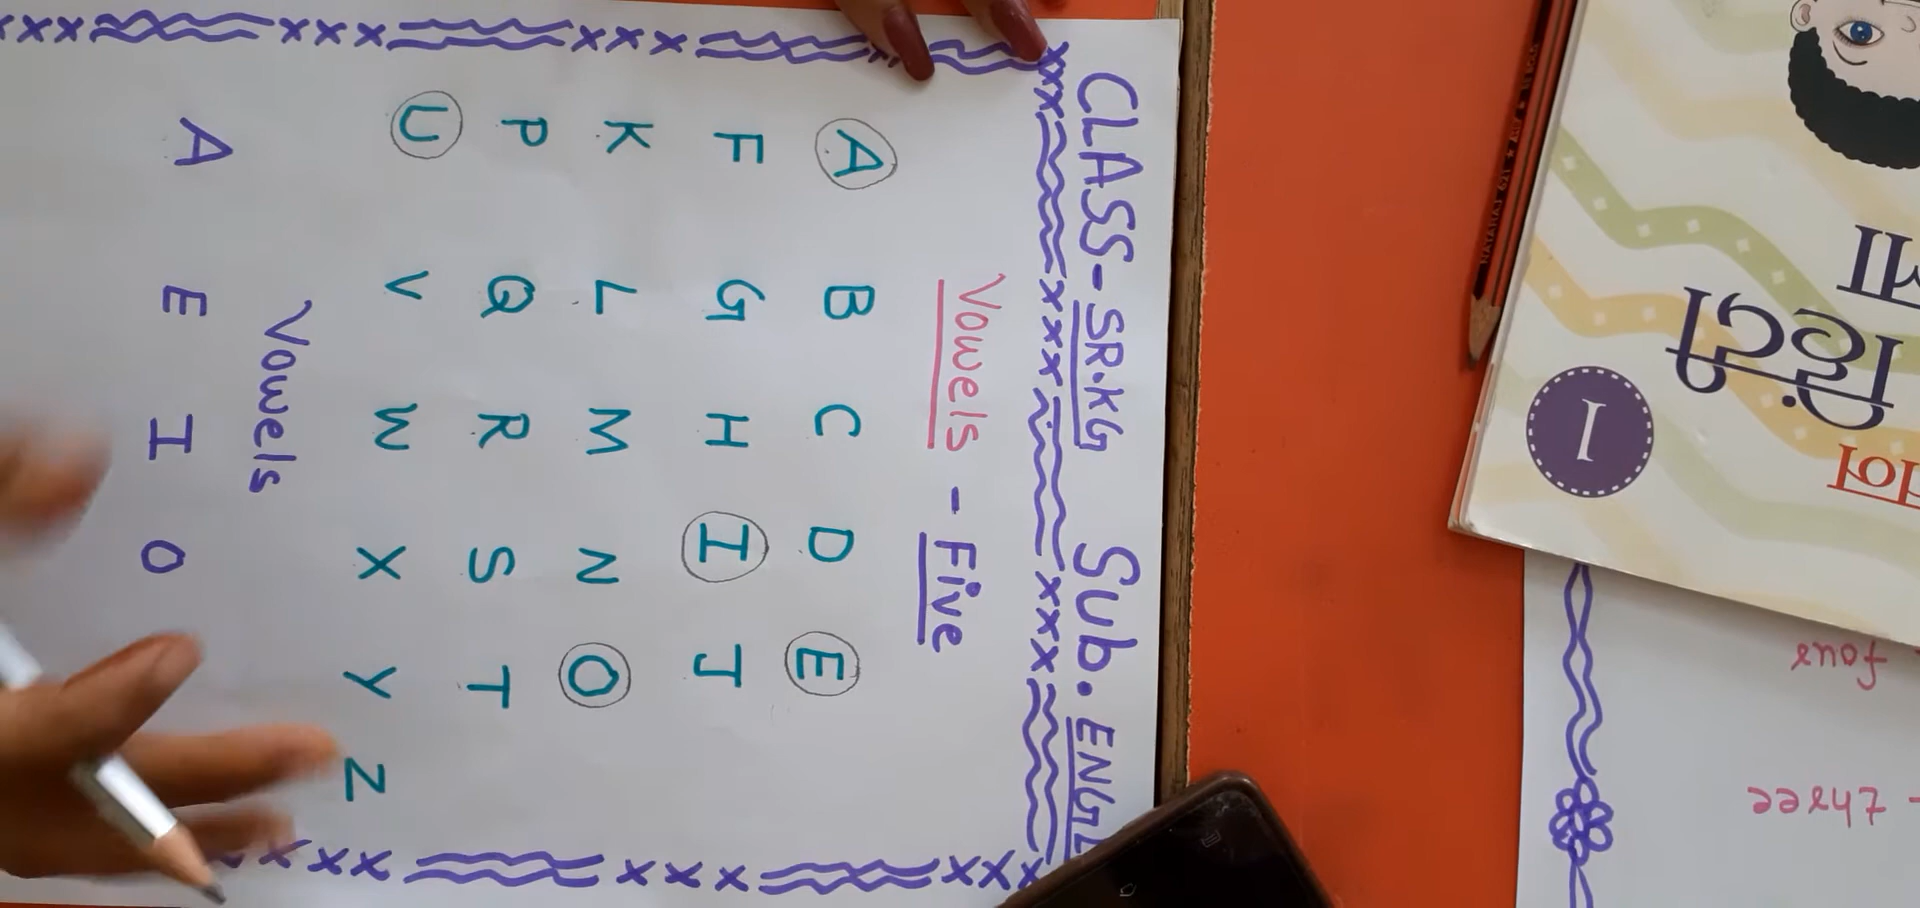 CLASS-SR.KG Sub. ENGL
Vowels - Five
A B C D E
F G H I J
K L M N O
P Q R S T
U V W X Y Z
Vowels
A E I O
I
- four
- three